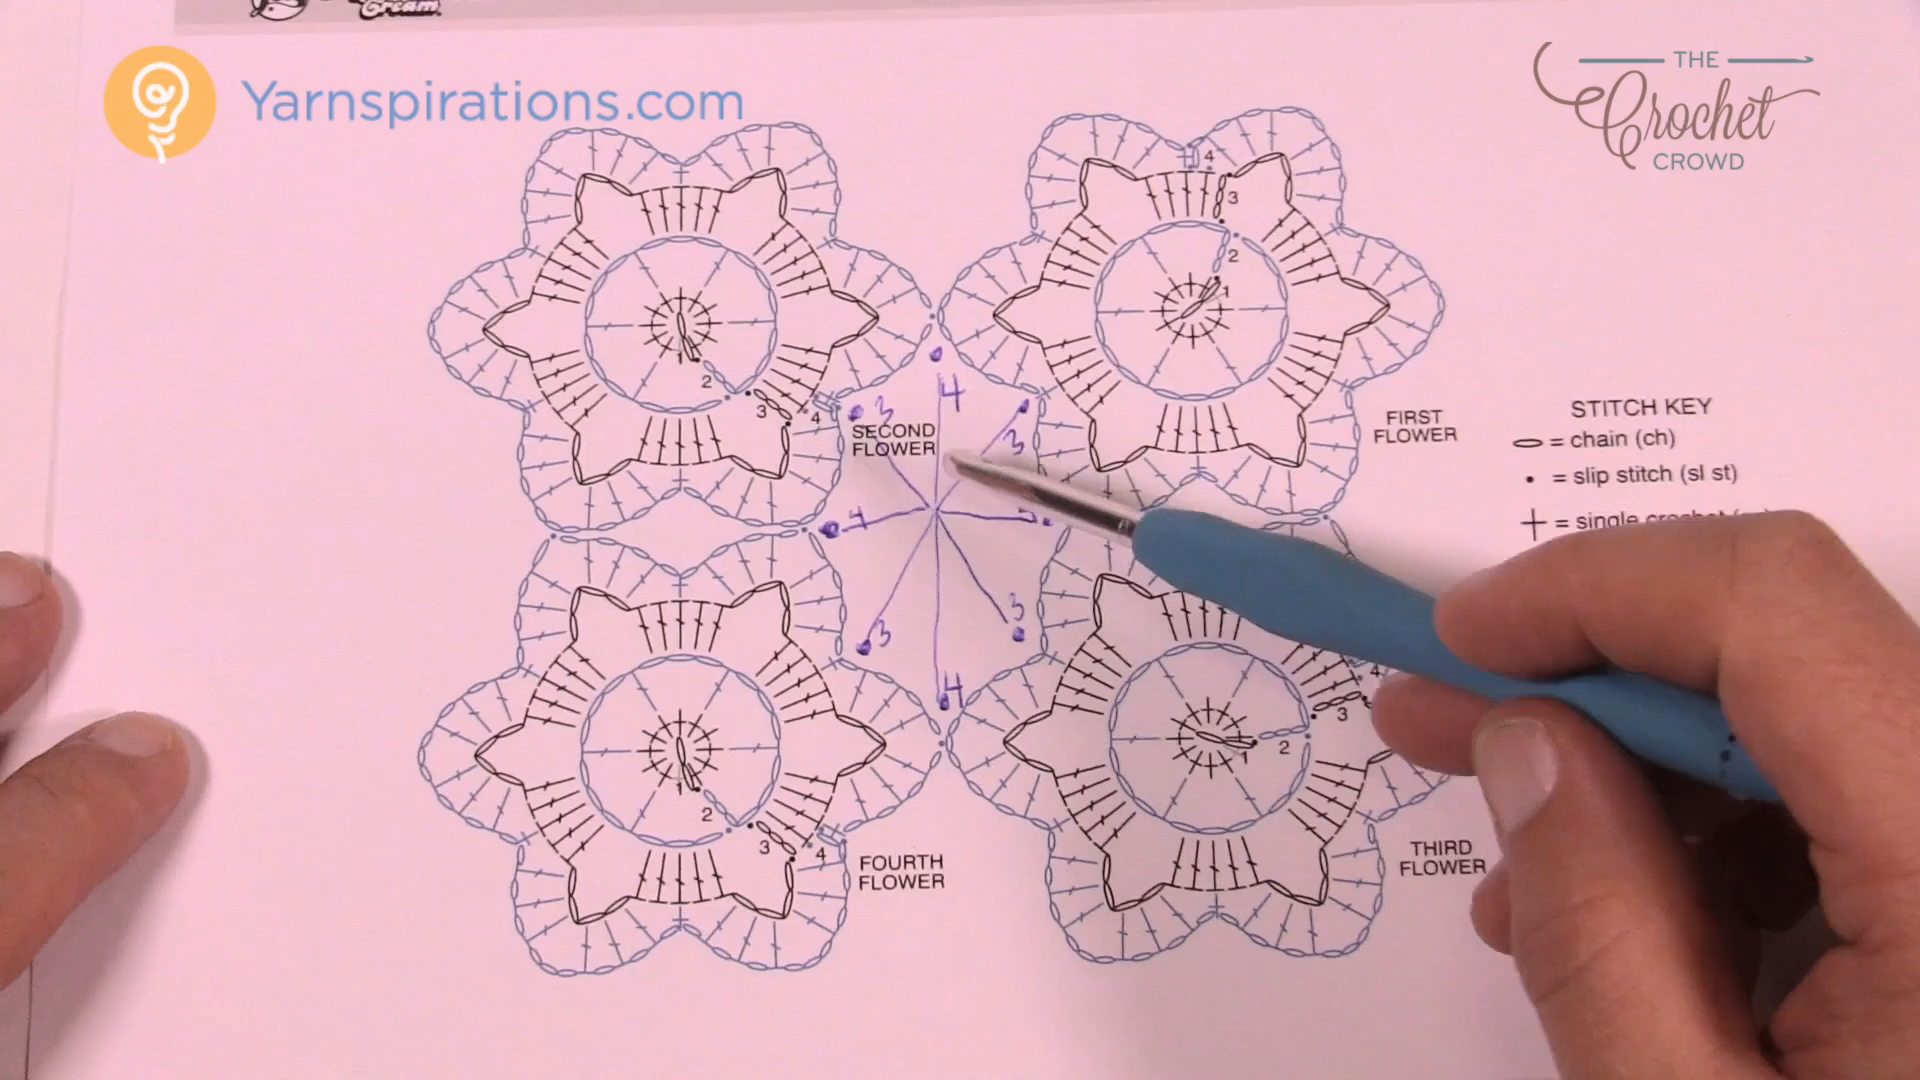 Cream
Yarnspirations.com
THE
Crochet
CROWD
4
3
2
1
1
2
3
4
3
4
3
SECOND
FLOWER
FIRST
FLOWER
STITCH KEY
= chain (ch)
= slip stitch (sl st)
= single crochet
4
3
3
4
4
3
2
1
1
2
3
4
FOURTH
FLOWER
THIRD
FLOWER